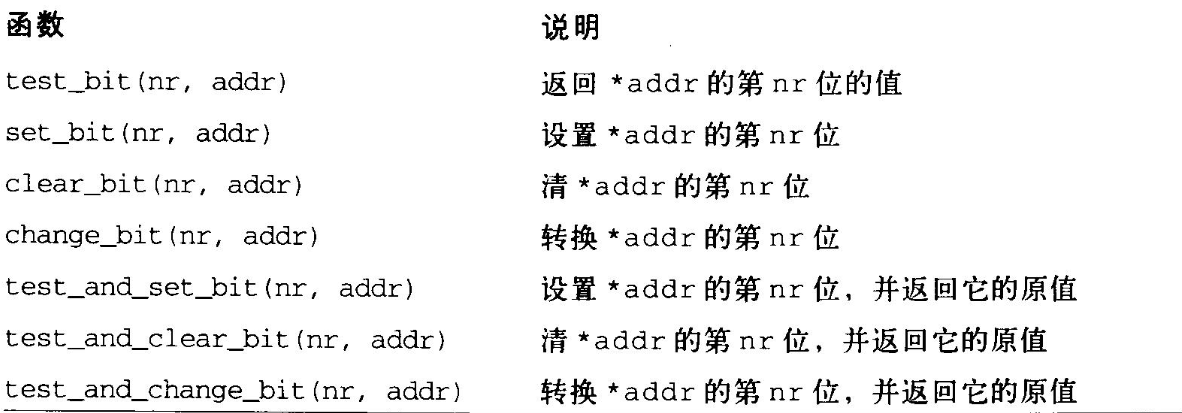 函数 说明
test_bit(nr, addr) 返回 *addr 的第 nr 位的值
set_bit(nr, addr) 设置 *addr 的第 nr 位
clear_bit(nr, addr) 清 *addr 的第 nr 位
change_bit(nr, addr) 转换 *addr 的第 nr 位
test_and_set_bit(nr, addr) 设置 *addr 的第 nr 位，并返回它的原值
test_and_clear_bit(nr, addr) 清 *addr 的第 nr 位，并返回它的原值
test_and_change_bit(nr, addr) 转换 *addr 的第 nr 位，并返回它的原值